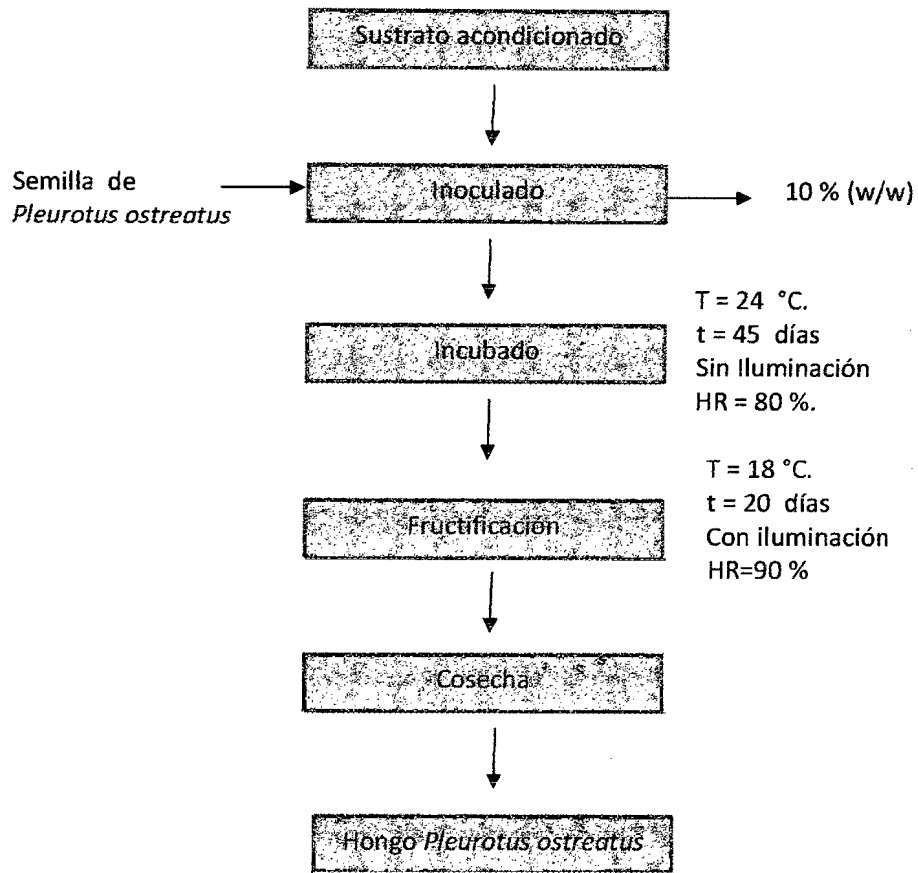 Sustrato acondicionado
Semilla de
Pleurotus ostreatus
Inoculado
10 % (w/w)
T = 24 °C.
t = 45 días
Sin Iluminación
HR = 80 %.
Incubado
T = 18 °C.
t = 20 días
Con iluminación
HR=90 %
Fructificación
Cosecha
Hongo Pleurotus ostreatus